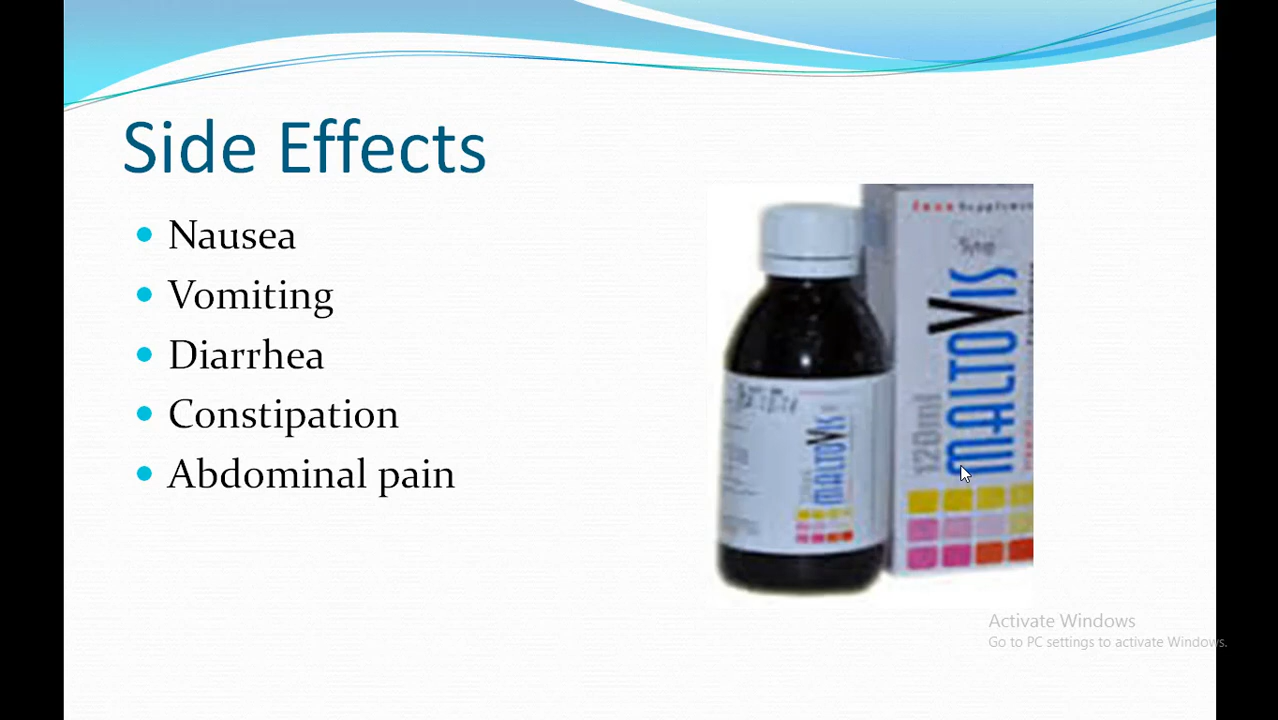 Side Effects
Nausea
Vomiting
Diarrhea
Constipation
Abdominal pain
Syrup
MALTOVIS
120ml
MALTOVIS
Activate Windows
Go to PC settings to activate Windows.